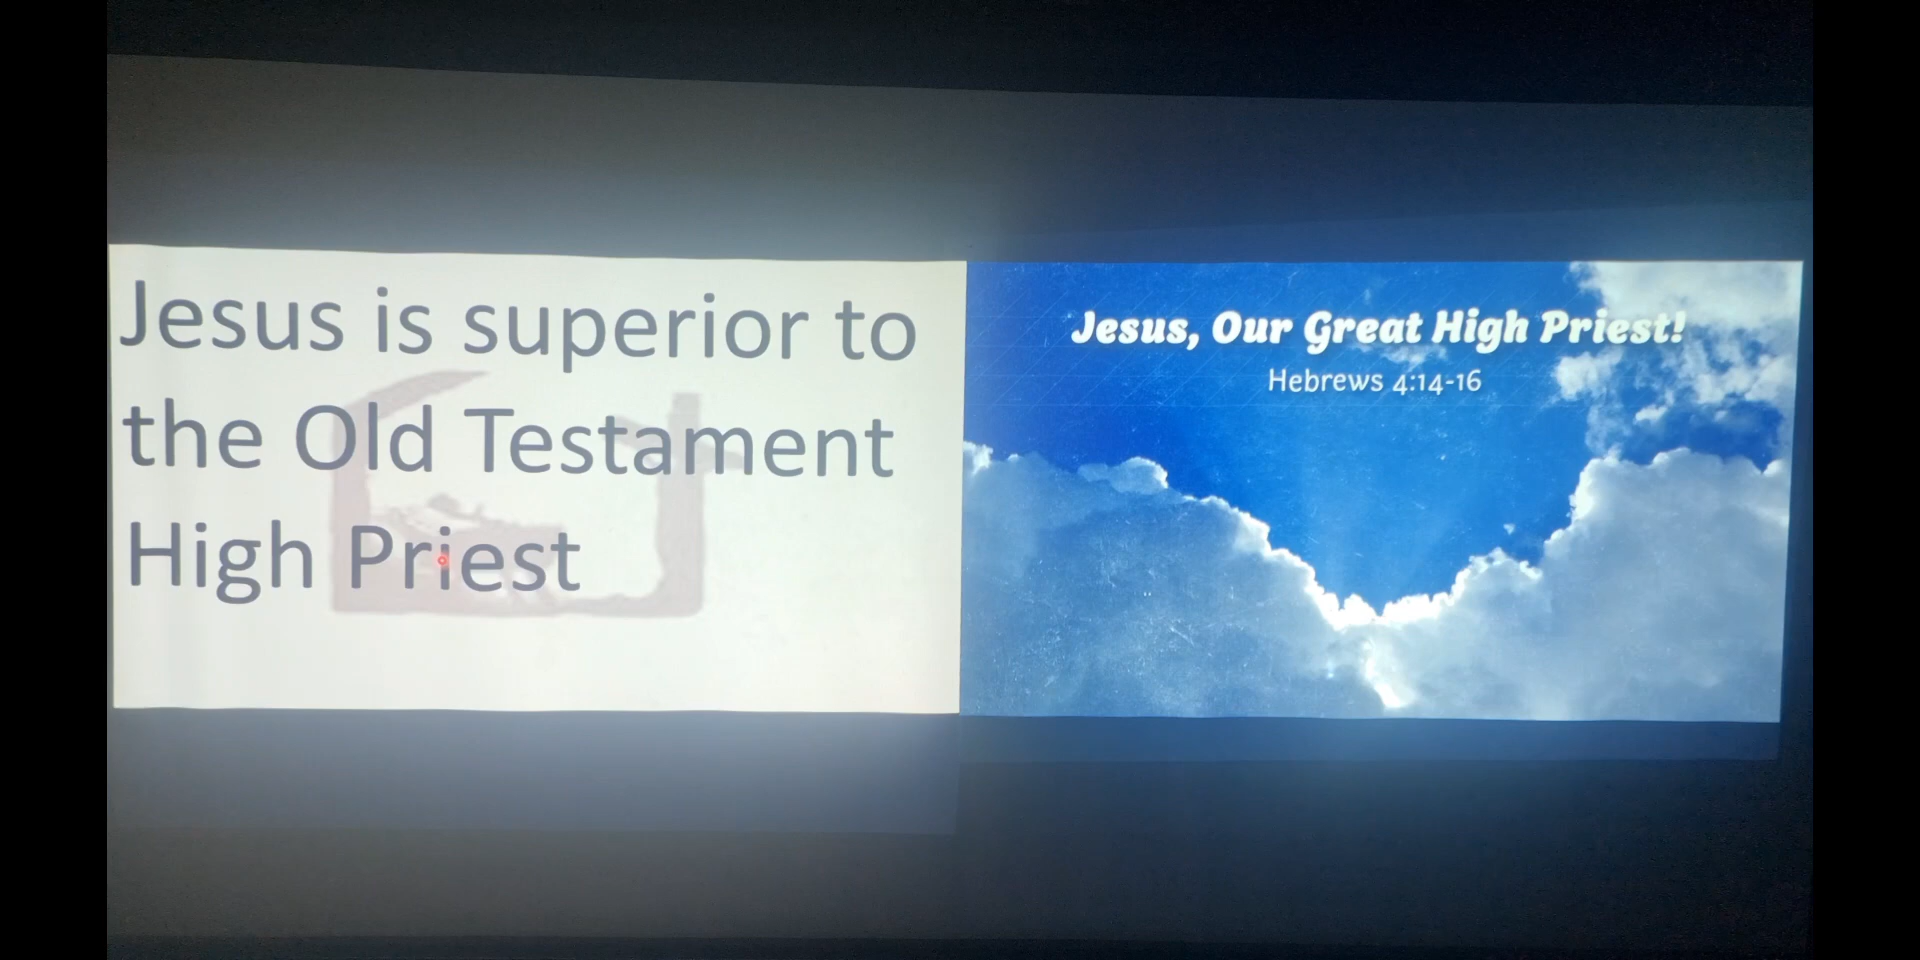 Jesus is superior to
the Old Testament
High Priest
Jesus, Our Great High Priest!
Hebrews 4:14-16